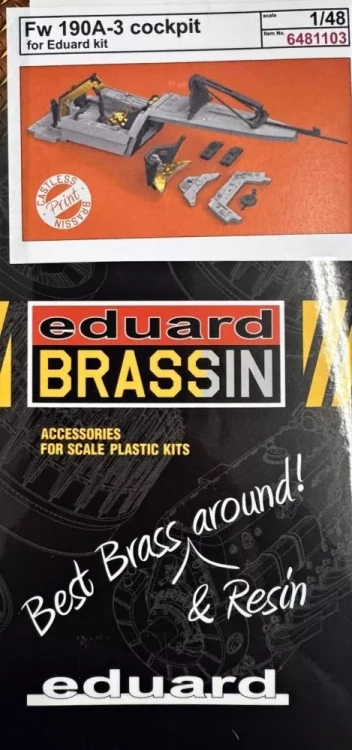 Fw 190A-3 cockpit
for Eduard kit
scale 1/48
Item No. 6481103
CASTLESS
Print
BRASSIN
eduard
BRASSIN
ACCESSORIES
FOR SCALE PLASTIC KITS
Best Brass around!
& Resin
eduard